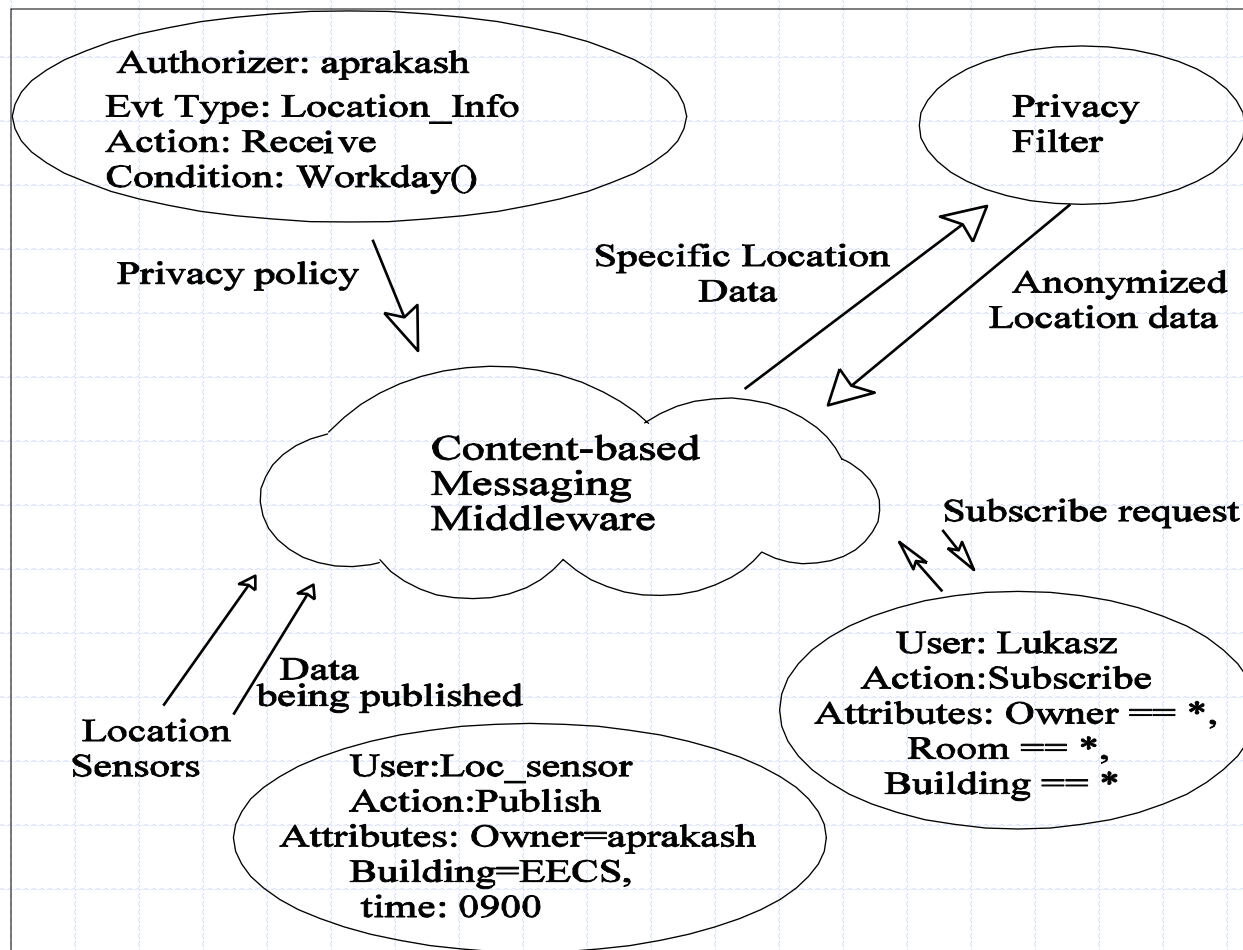 Authorizer: aprakash
Evt Type: Location_Info
Action: Receive
Condition: Workday()
Privacy
Filter
Privacy policy
Specific Location
Data
Anonymized
Location data
Content-based
Messaging
Middleware
Subscribe request
User: Lukasz
Action:Subscribe
Attributes: Owner == *,
Room == *,
Building == *
Data
being published
Location
Sensors
User:Loc_sensor
Action:Publish
Attributes: Owner=aprakash
Building=EECS,
time: 0900